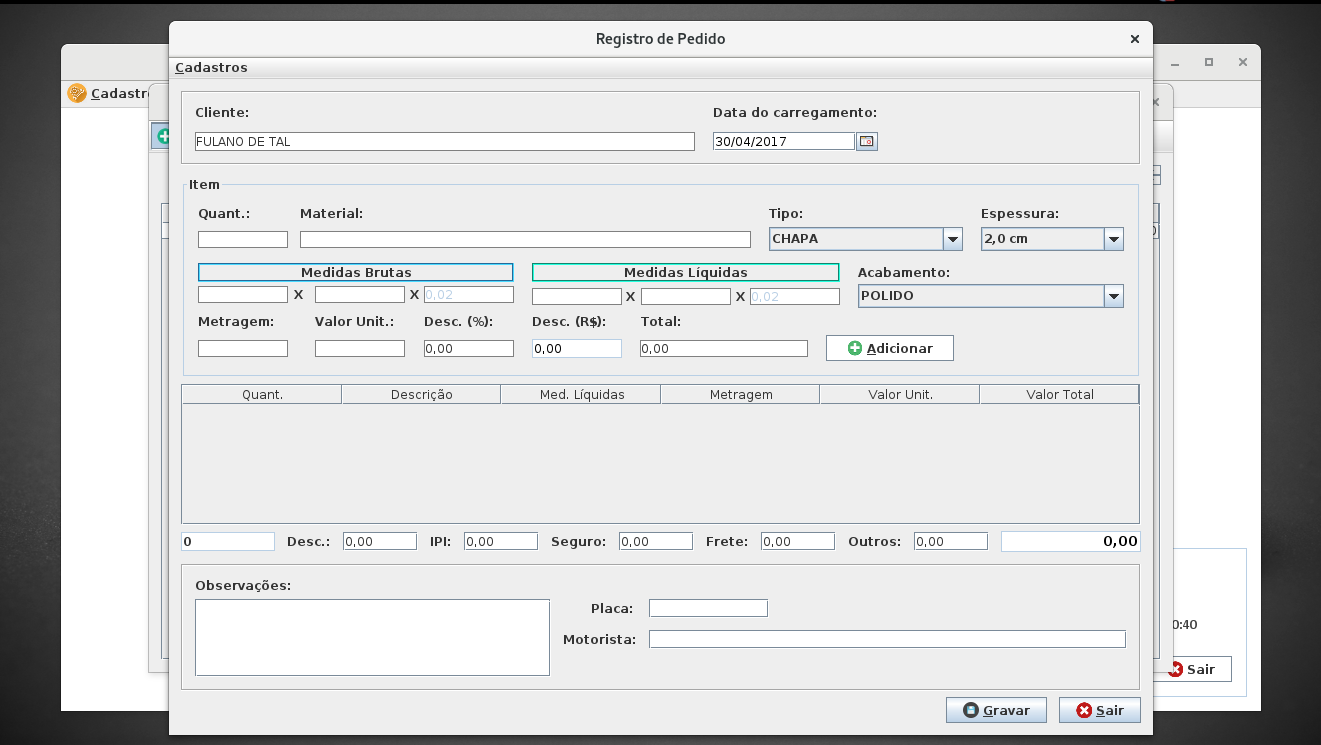 Registro de Pedido
Cadastros
Cadastr
Cliente: Data do carregamento:
FULANO DE TAL 30/04/2017
Item
Quant.: Material: Tipo: Espessura:
CHAPA 2,0 cm
Medidas Brutas Medidas Líquidas Acabamento:
X X 0,02 X X 0,02 POLIDO
Metragem: Valor Unit.: Desc. (%): Desc. (R$): Total:
0,00 0,00 0,00 Adicionar
Quant. Descrição Med. Líquidas Metragem Valor Unit. Valor Total
0 Desc.: 0,00 IPI: 0,00 Seguro: 0,00 Frete: 0,00 Outros: 0,00 0,00
Observações:
Placa:
Motorista:
0:40
Sair
Gravar Sair